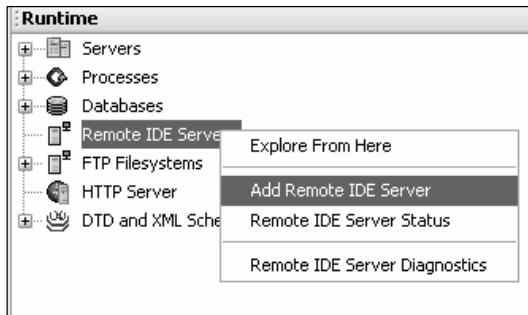 Runtime
Servers
Processes
Databases
Remote IDE Serve
Explore From Here
FTP Filesystems
Add Remote IDE Server
HTTP Server
DTD and XML Sche
Remote IDE Server Status
Remote IDE Server Diagnostics